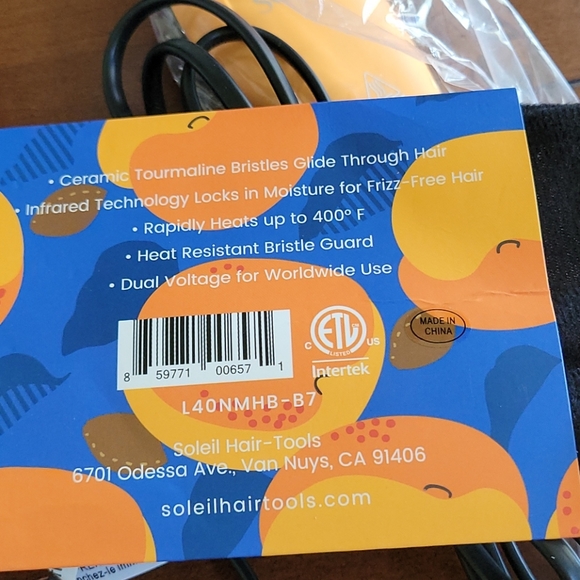 • Ceramic Tourmaline Bristles Glide Through Hair
• Infrared Technology Locks in Moisture for Frizz-Free Hair
• Rapidly Heats up to 400° F
• Heat Resistant Bristle Guard
• Dual Voltage for Worldwide Use
8 59771 00657 1
C ETL US
LISTED
Intertek
MADE IN
CHINA
L40NMHB-B7
Soleil Hair-Tools
6701 Odessa Ave., Van Nuys, CA 91406
soleilhairtools.com